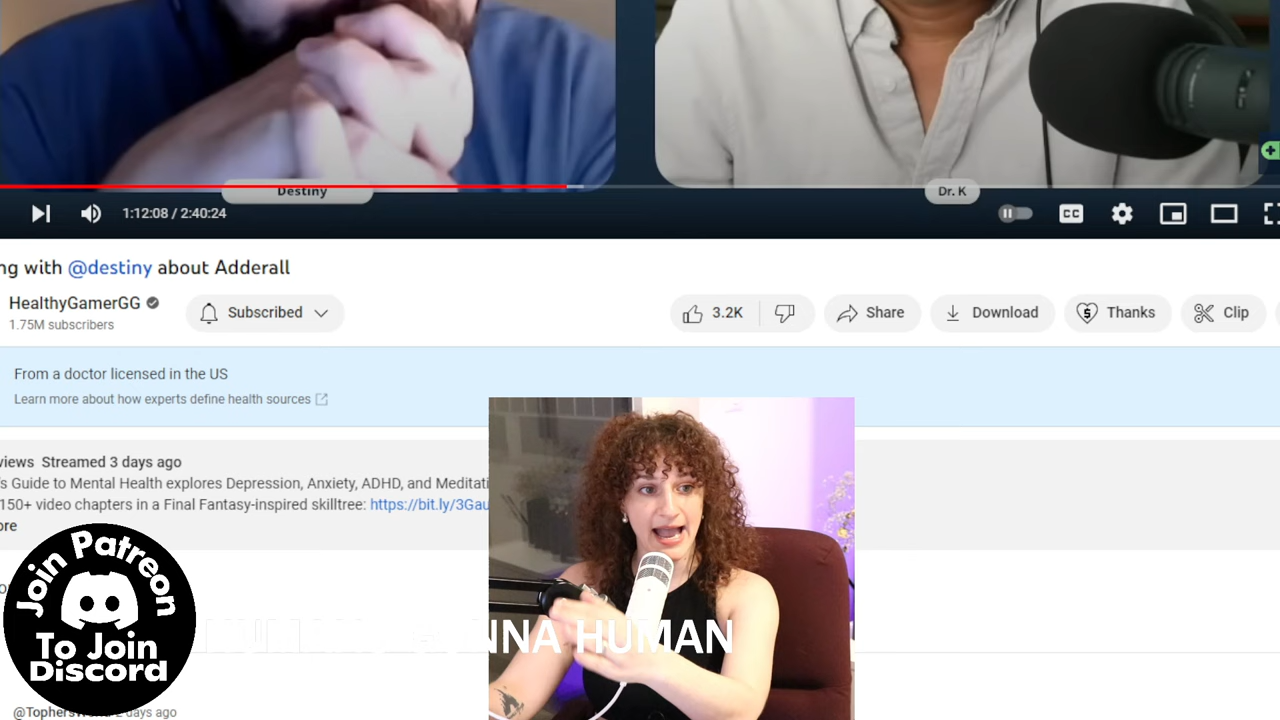 Destiny
Dr. K
1:12:08 / 2:40:24
CC
ng with @destiny about Adderall
HealthyGamerGG
1.75M subscribers
Subscribed
3.2K
Share
Download
Thanks
Clip
From a doctor licensed in the US
Learn more about how experts define health sources
views Streamed 3 days ago
's Guide to Mental Health explores Depression, Anxiety, ADHD, and Meditati
150+ video chapters in a Final Fantasy-inspired skilltree: https://bit.ly/3Gau
ore
Join Patreon
To Join
Discord
GONNA HUMAN
days ago